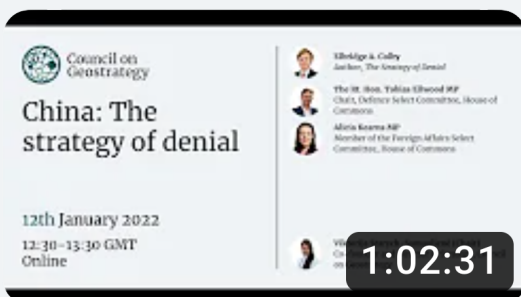 Council on
Geostrategy
China: The
strategy of denial
12th January 2022
12:30-13:30 GMT
Online
Elbridge A. Colby
Author, The Strategy of Denial
The Rt. Hon. Tobias Ellwood MP
Chair, Defence Select Committee, House of
Commons
Alicia Kearns MP
Member of the Foreign Affairs Select
Committee, House of Commons
1:02:31